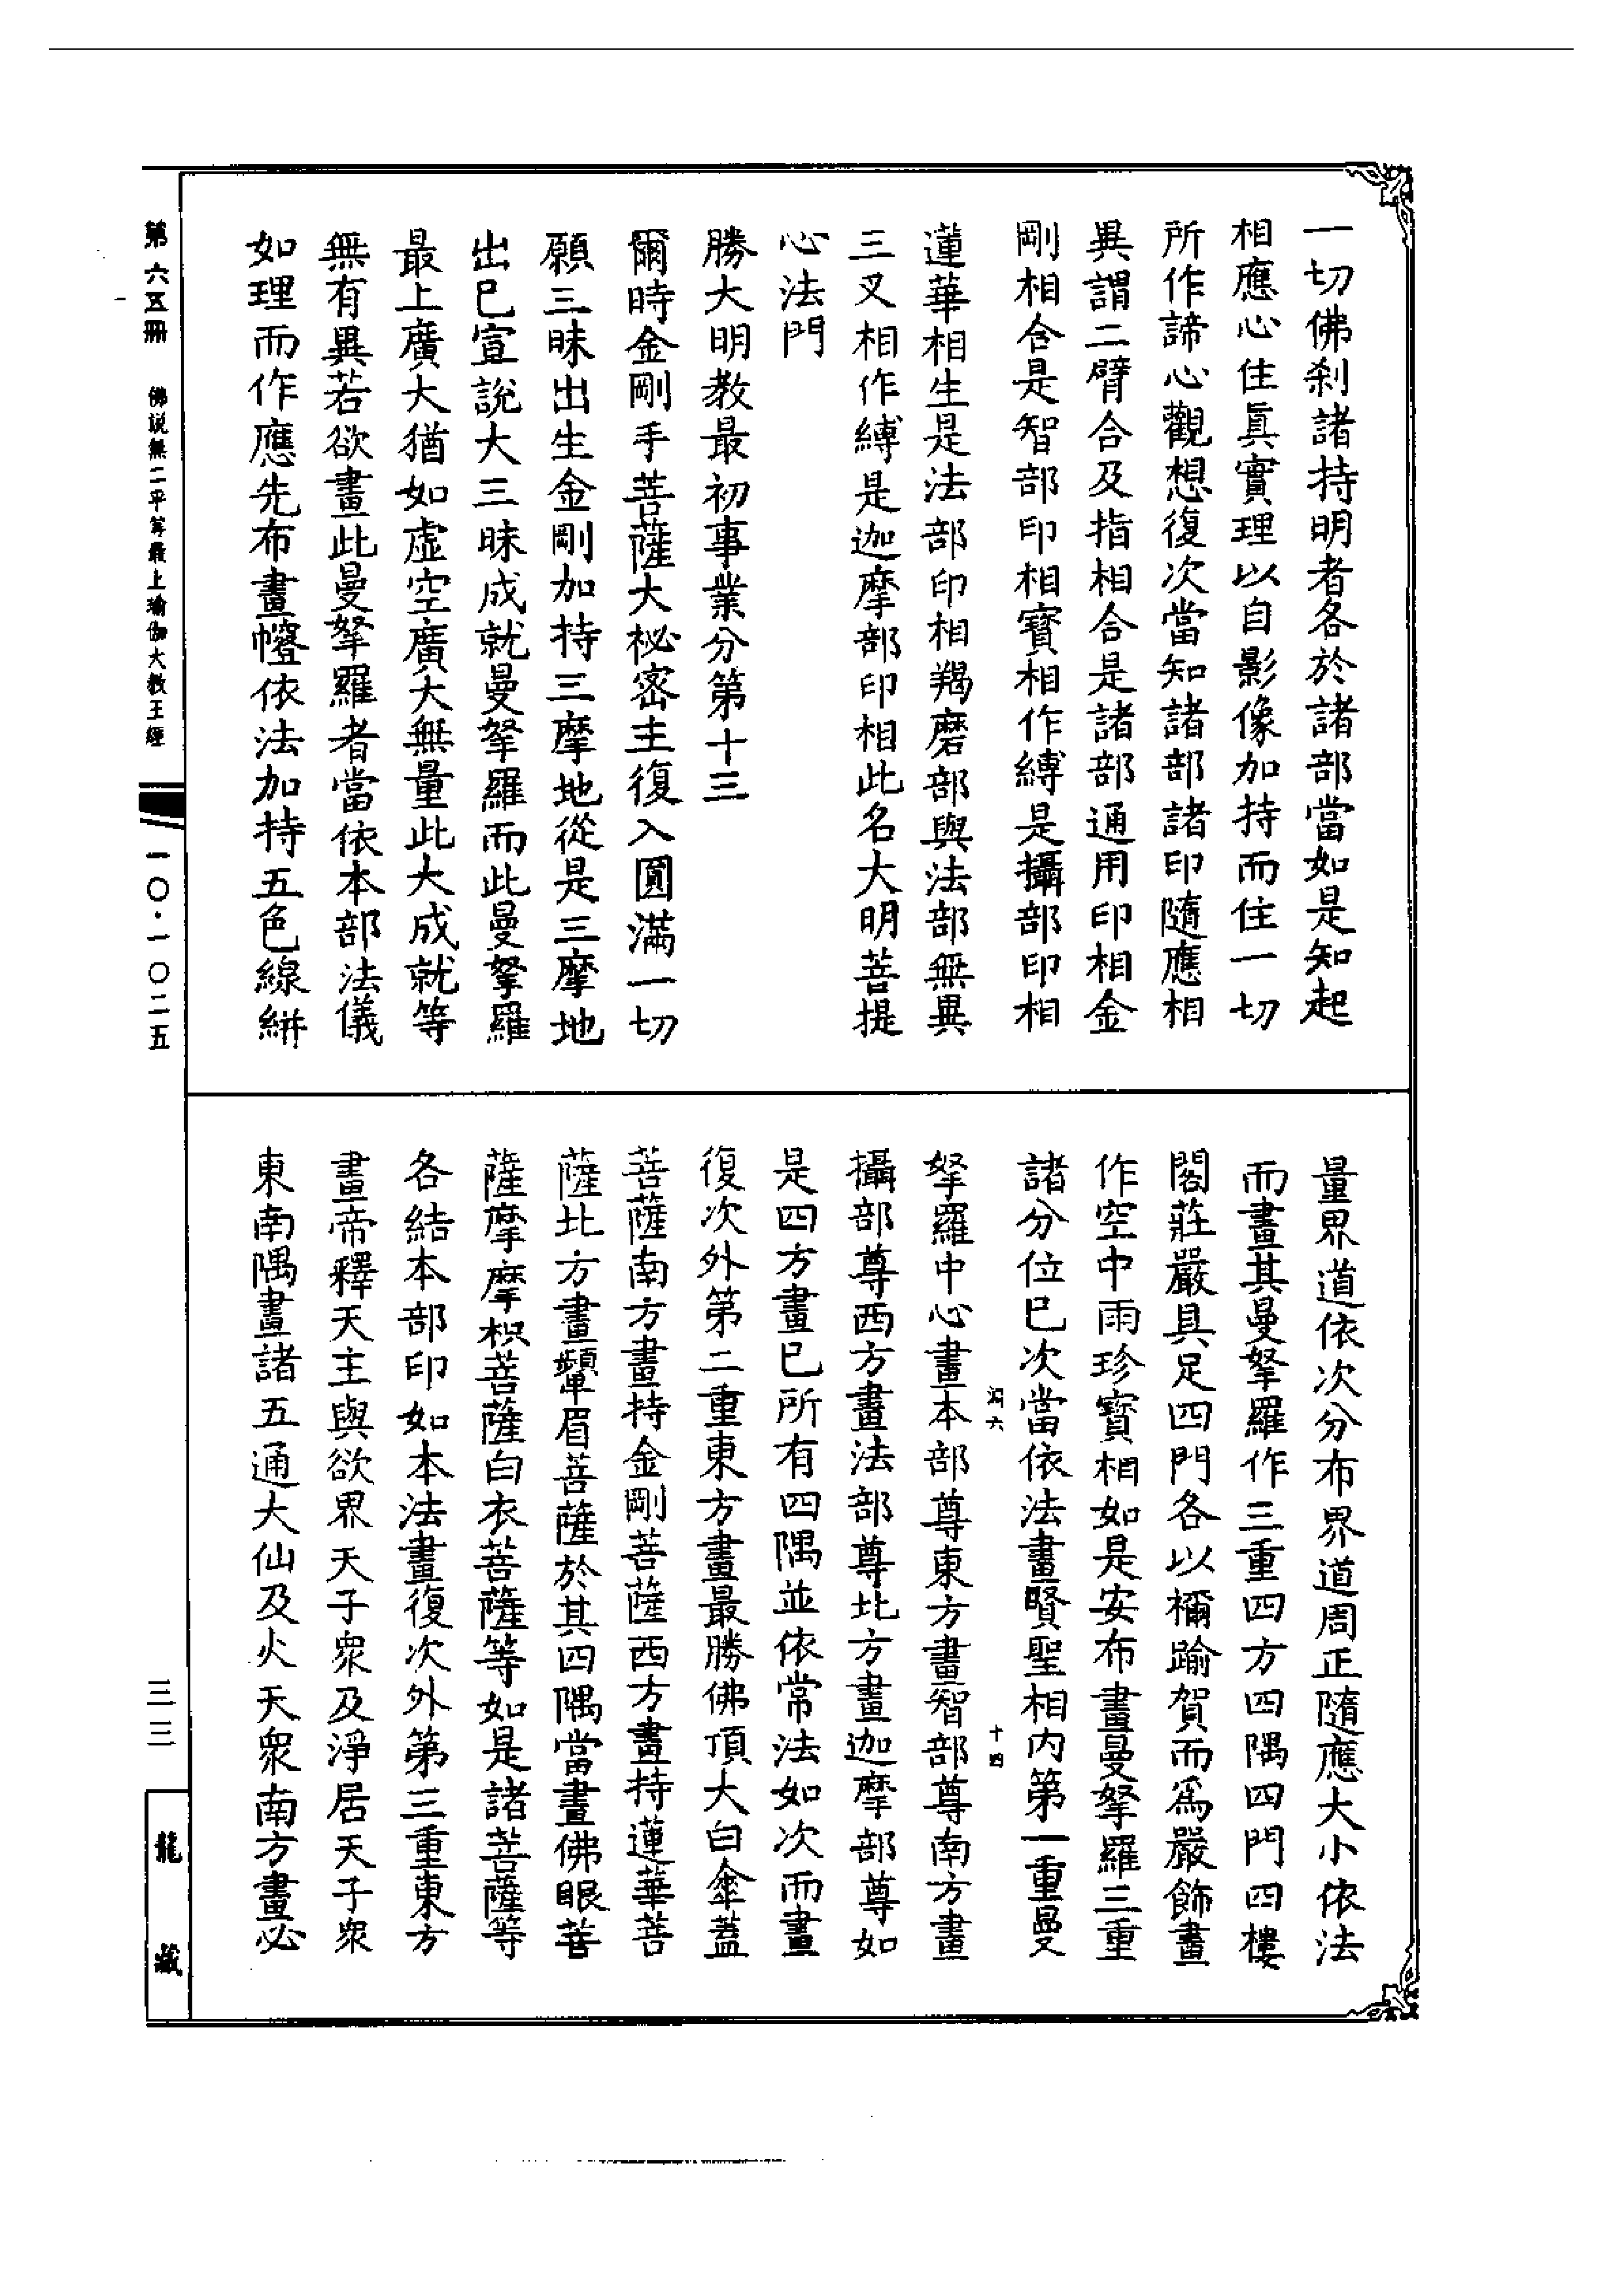 一切佛剎諸持明者各於諸部當如是知起
相應心住眞實理以自影像加持而住一切
所作諦心觀想復次當知諸部諸印隨應相
異謂二臂合及指相合是諸部通用印相金
剛相合是智部印相寶相作縛是攝部印相
蓮華相生是法部印相羯磨部與法部無異
三叉相作縛是迦摩部印相此名大明菩提
心法門
勝大明教最初事業分第十三
爾時金剛手菩薩大祕密主復入圓滿一切
願三昧出生金剛加持三摩地從是三摩地
出已宣說大三昧成就曼拏羅而此曼拏羅
最上廣大猶如虛空廣大無量此大成就等
無有異若欲畫此曼拏羅者當依本部法儀
如理而作應先布畫幢依法加持五色線絣
量界道依次分布界道周正隨應大小依法
而畫其曼拏羅作三重四方四隅四門四樓
閣莊嚴具足四門各以禰踰賀而爲嚴飾畫
作空中雨珍寶相如是安布畫曼拏羅三重
諸分位已次當依法畫賢聖相內第一重曼
洞六
十四
拏羅中心畫本部尊東方畫智部尊南方畫
攝部尊西方畫法部尊北方畫迦摩部尊如
是四方畫已所有四隅並依常法如次而畫
復次外第二重東方畫最勝佛頂大白傘蓋
菩薩南方畫持金剛菩薩西方畫持蓮華菩
薩北方畫顰眉菩薩於其四隅當畫佛眼菩
薩摩摩枳菩薩白衣菩薩等如是諸菩薩等
各結本部印如本法畫復次外第三重東方
畫帝釋天主與欲界天子眾及淨居天子眾
東南隅畫諸五通大仙及火天眾南方畫必
第六五冊
佛說無二平等最上瑜伽大教王經
一〇·一〇二五
三三
龍藏